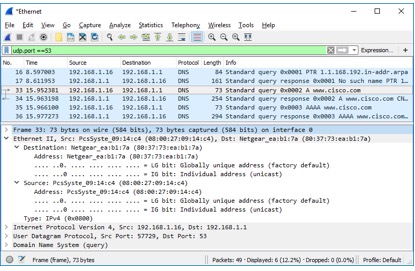 *Ethernet
File Edit View Go Capture Analyze Statistics Telephony Wireless Tools Help
udp.port ==53
Expression...
No. Time Source Destination Protocol Length Info
16 8.597003 192.168.1.16 192.168.1.1 DNS 84 Standard query 0x0001 PTR 1.1.168.192.in-addr.arpa
17 8.611953 192.168.1.1 192.168.1.16 DNS 161 Standard query response 0x0001 No such name PTR 1...
33 15.952381 192.168.1.16 192.168.1.1 DNS 73 Standard query 0x0002 A www.cisco.com
34 15.963198 192.168.1.1 192.168.1.16 DNS 254 Standard query response 0x0002 A www.cisco.com CN...
35 15.966100 192.168.1.16 192.168.1.1 DNS 73 Standard query 0x0003 AAAA www.cisco.com
36 15.977273 192.168.1.1 192.168.1.16 DNS 294 Standard query response 0x0003 AAAA www.cisco.com...
Frame 33: 73 bytes on wire (584 bits), 73 bytes captured (584 bits) on interface 0
Ethernet II, Src: PcsSyste_09:14:c4 (08:00:27:09:14:c4), Dst: Netgear_ea:b1:7a (80:37:73:ea:b1:7a)
Destination: Netgear_ea:b1:7a (80:37:73:ea:b1:7a)
Address: Netgear_ea:b1:7a (80:37:73:ea:b1:7a)
.... ..0. .... .... .... .... = LG bit: Globally unique address (factory default)
.... ...0 .... .... .... .... = IG bit: Individual address (unicast)
Source: PcsSyste_09:14:c4 (08:00:27:09:14:c4)
Address: PcsSyste_09:14:c4 (08:00:27:09:14:c4)
.... ..0. .... .... .... .... = LG bit: Globally unique address (factory default)
.... ...0 .... .... .... .... = IG bit: Individual address (unicast)
Type: IPv4 (0x0800)
Internet Protocol Version 4, Src: 192.168.1.16, Dst: 192.168.1.1
User Datagram Protocol, Src Port: 57729, Dst Port: 53
Domain Name System (query)
Frame (frame), 73 bytes
Packets: 49 · Displayed: 6 (12.2%) · Dropped: 0 (0.0%)
Profile: Default